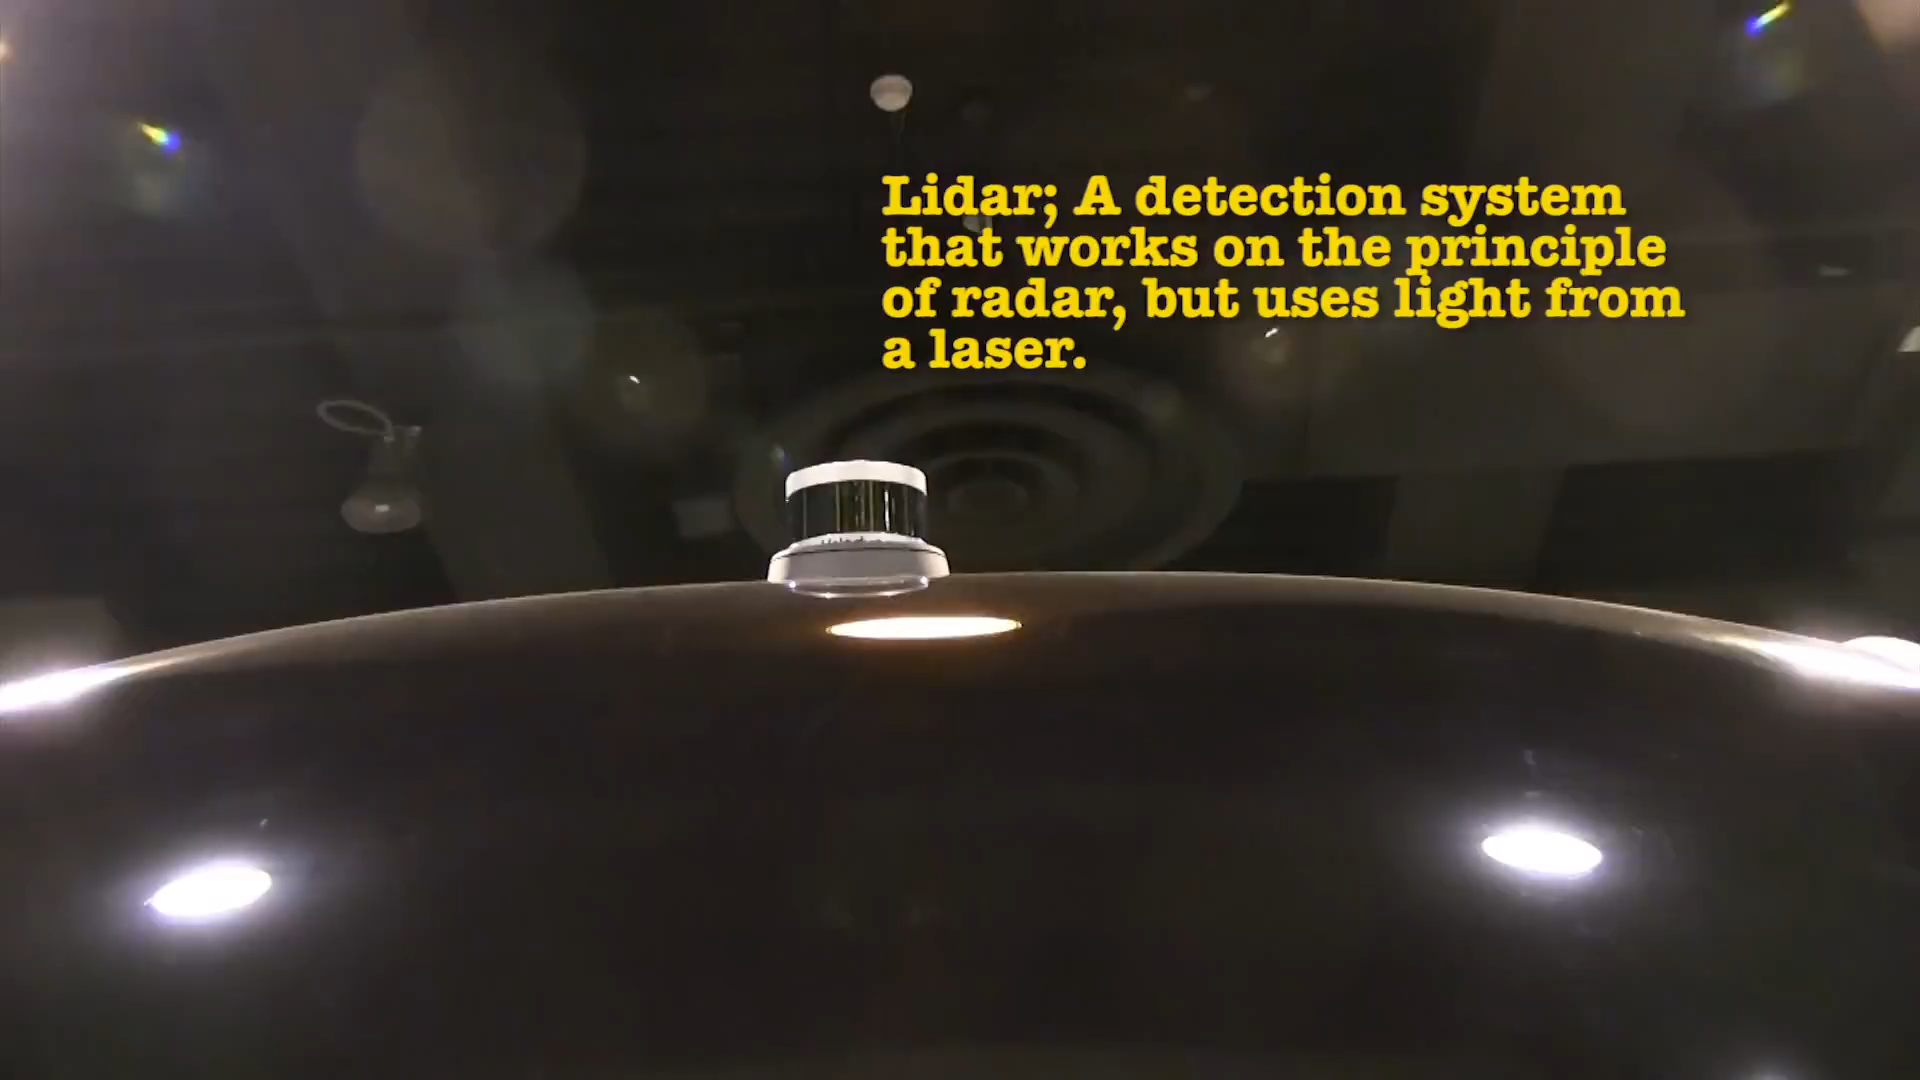 Lidar; A detection system
that works on the principle
of radar, but uses light from
a laser.